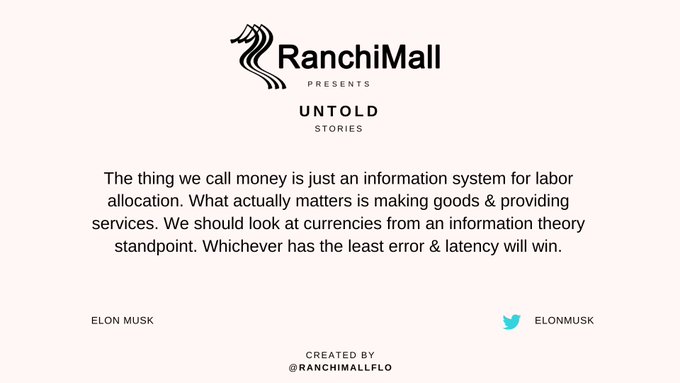 RanchiMall
PRESENTS
UNTOLD
STORIES
The thing we call money is just an information system for labor
allocation. What actually matters is making goods & providing
services. We should look at currencies from an information theory
standpoint. Whichever has the least error & latency will win.
ELON MUSK
ELONMUSK
CREATED BY
@RANCHIMALLFLO